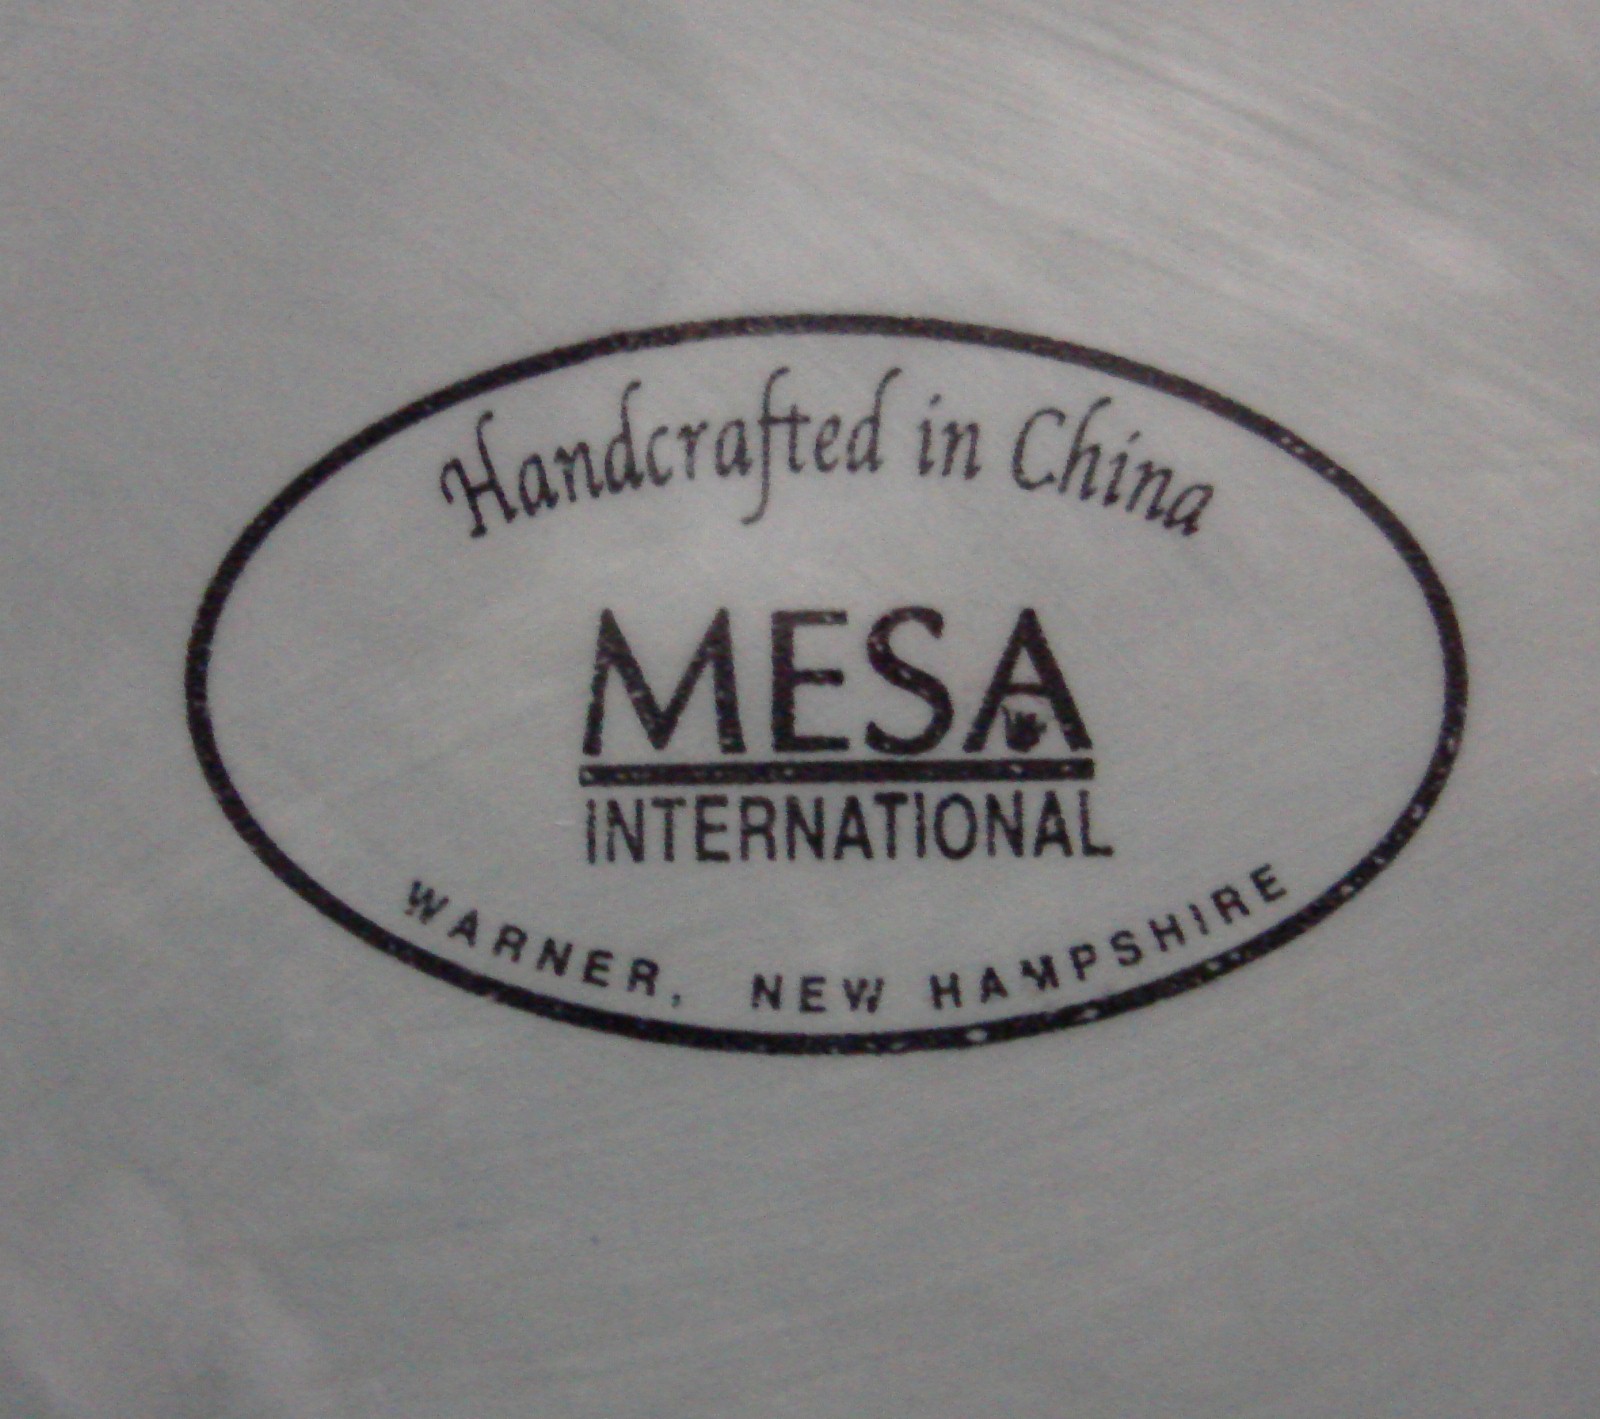 Handcrafted in China
MESA
INTERNATIONAL
WARNER, NEW HAMPSHIRE